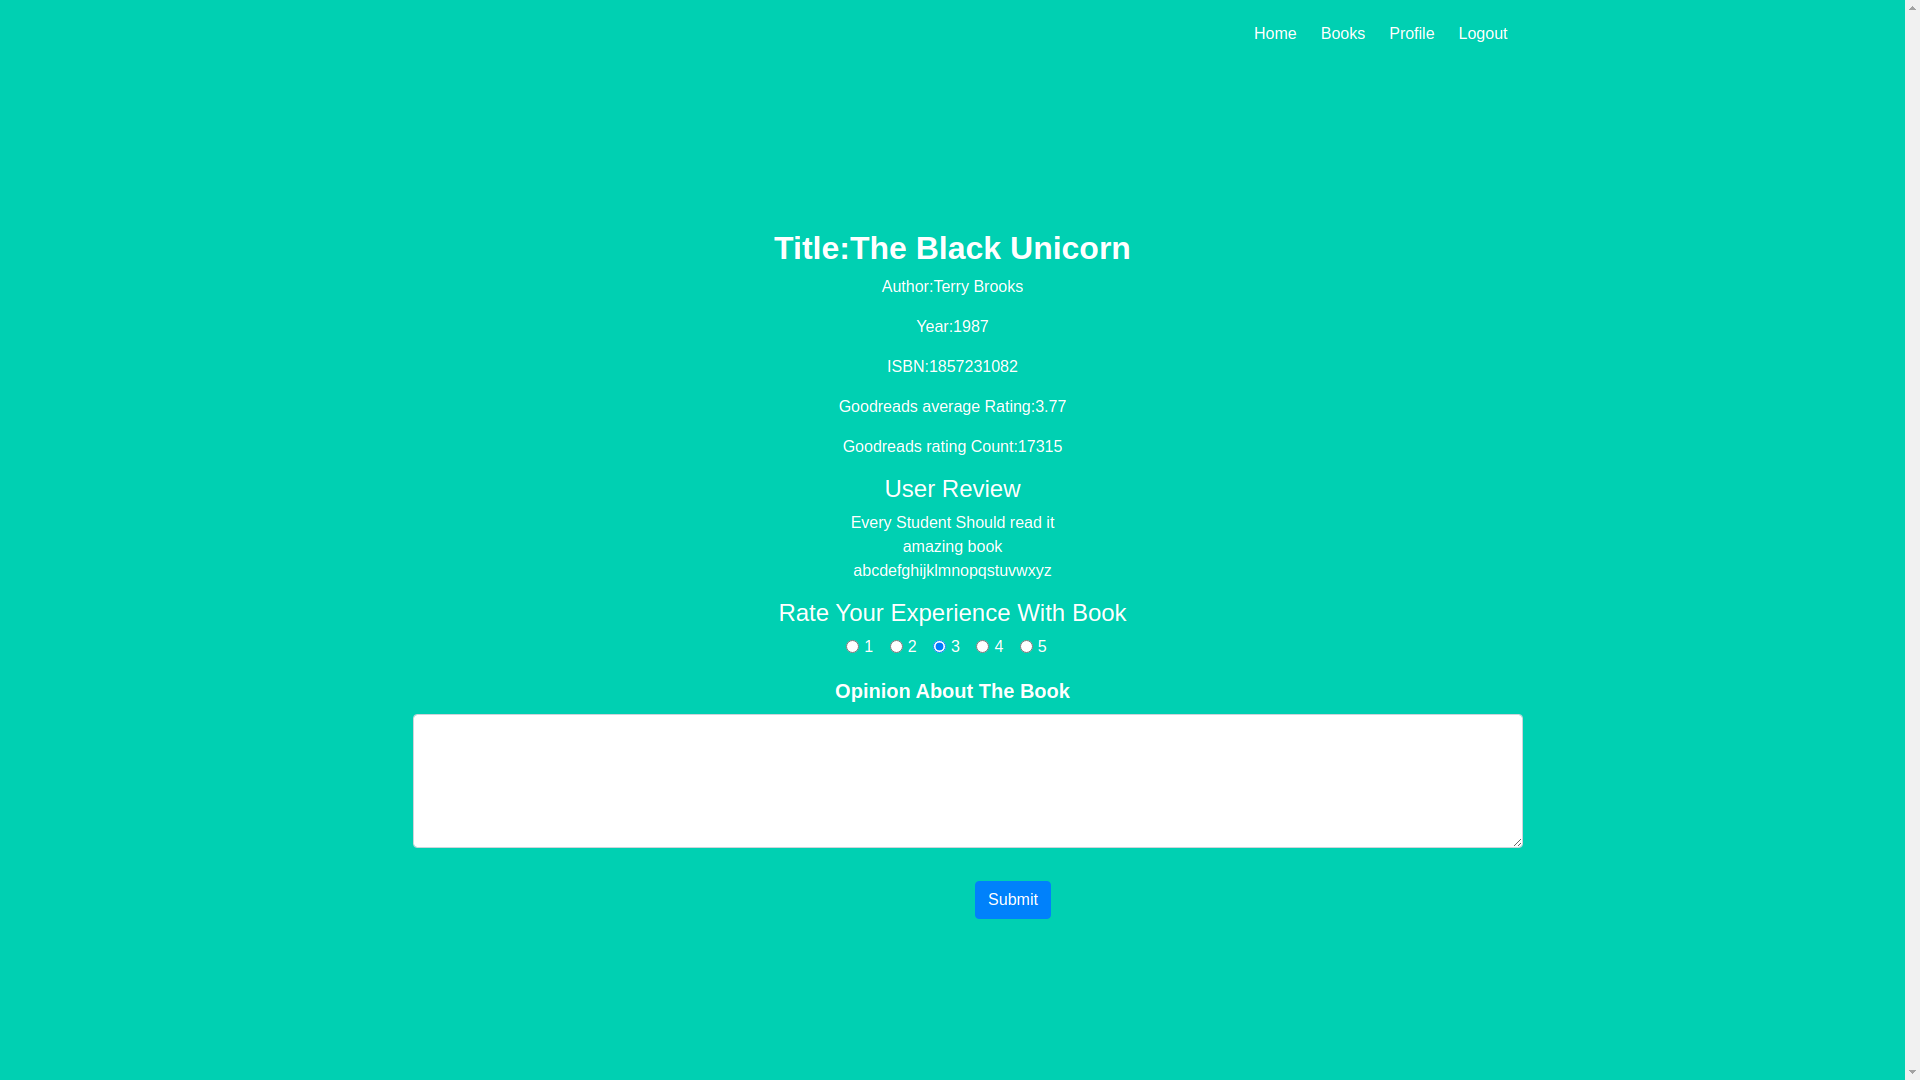 Home Books Profile Logout
Title:The Black Unicorn
Author:Terry Brooks
Year:1987
ISBN:1857231082
Goodreads average Rating:3.77
Goodreads rating Count:17315
User Review
Every Student Should read it
amazing book
abcdefghijklmnopqstuvwxyz
Rate Your Experience With Book
1 2 3 4 5
Opinion About The Book
Submit